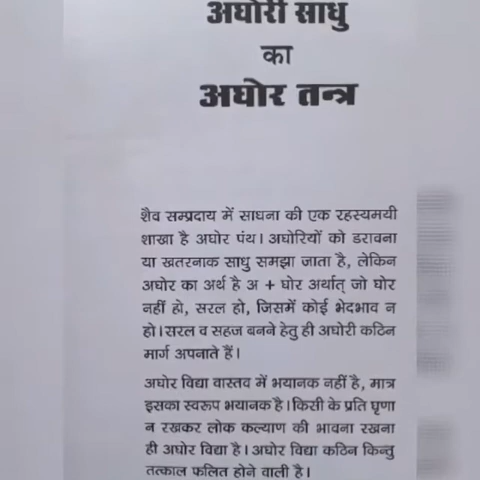 अघोरी साधु
का
अघोर तन्त्र
शैव सम्प्रदाय में साधना की एक रहस्यमयी
शाखा है अघोर पंथ। अघोरियों को डरावना
या खतरनाक साधु समझा जाता है, लेकिन
अघोर का अर्थ है अ + घोर अर्थात् जो घोर
नहीं हो, सरल हो, जिसमें कोई भेदभाव न
हो। सरल व सहज बनने हेतु ही अघोरी कठिन
मार्ग अपनाते हैं।
अघोर विद्या वास्तव में भयानक नहीं है, मात्र
इसका स्वरूप भयानक है। किसी के प्रति घृणा
न रखकर लोक कल्याण की भावना रखना
ही अघोर विद्या है। अघोर विद्या कठिन किन्तु
तत्काल फलित होने वाली है।